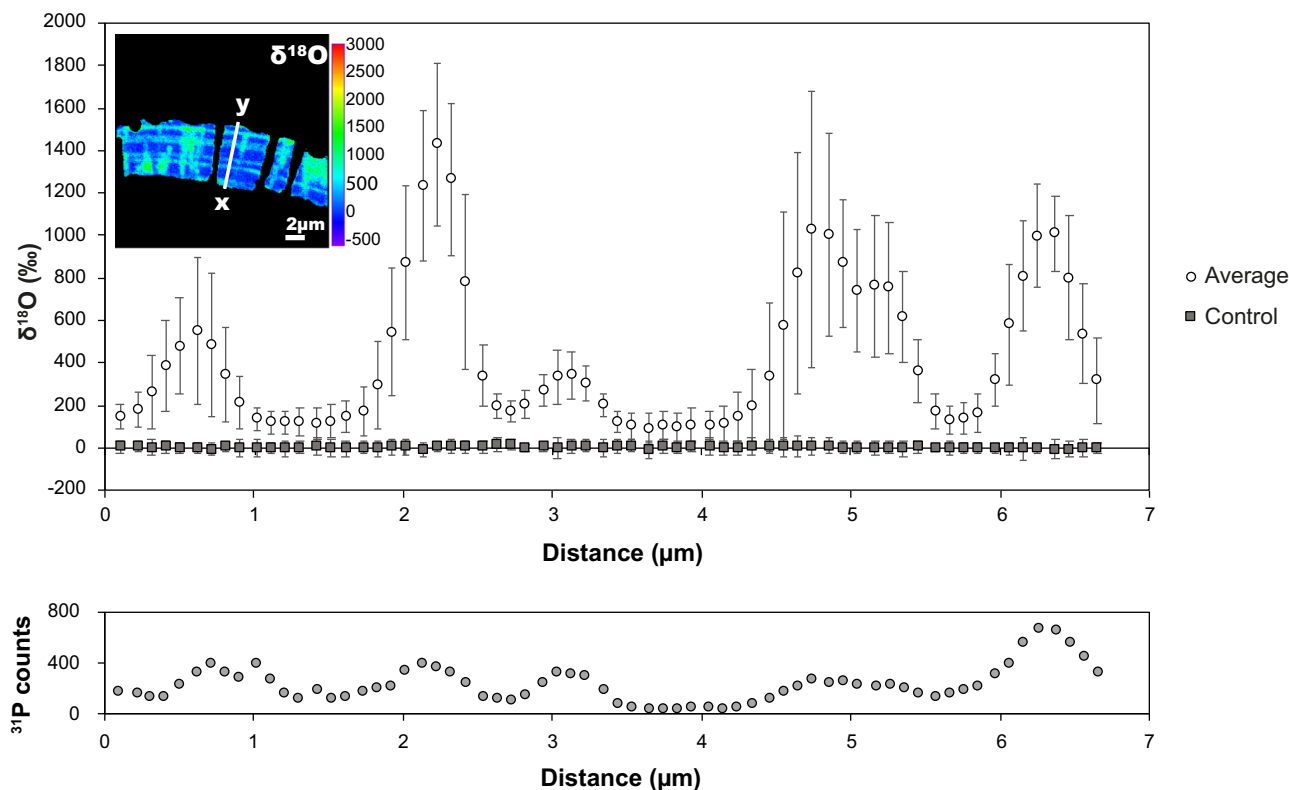 2000
1800
1600
1400
1200
1000
800
600
400
200
0
-200
δ18O (‰)
δ¹⁸O
3000
2500
2000
1500
1000
500
0
-500
y
x
2μm
0 1 2 3 4 5 6 7
Distance (μm)
Average
Control
800
400
0
³¹P counts
0 1 2 3 4 5 6 7
Distance (μm)